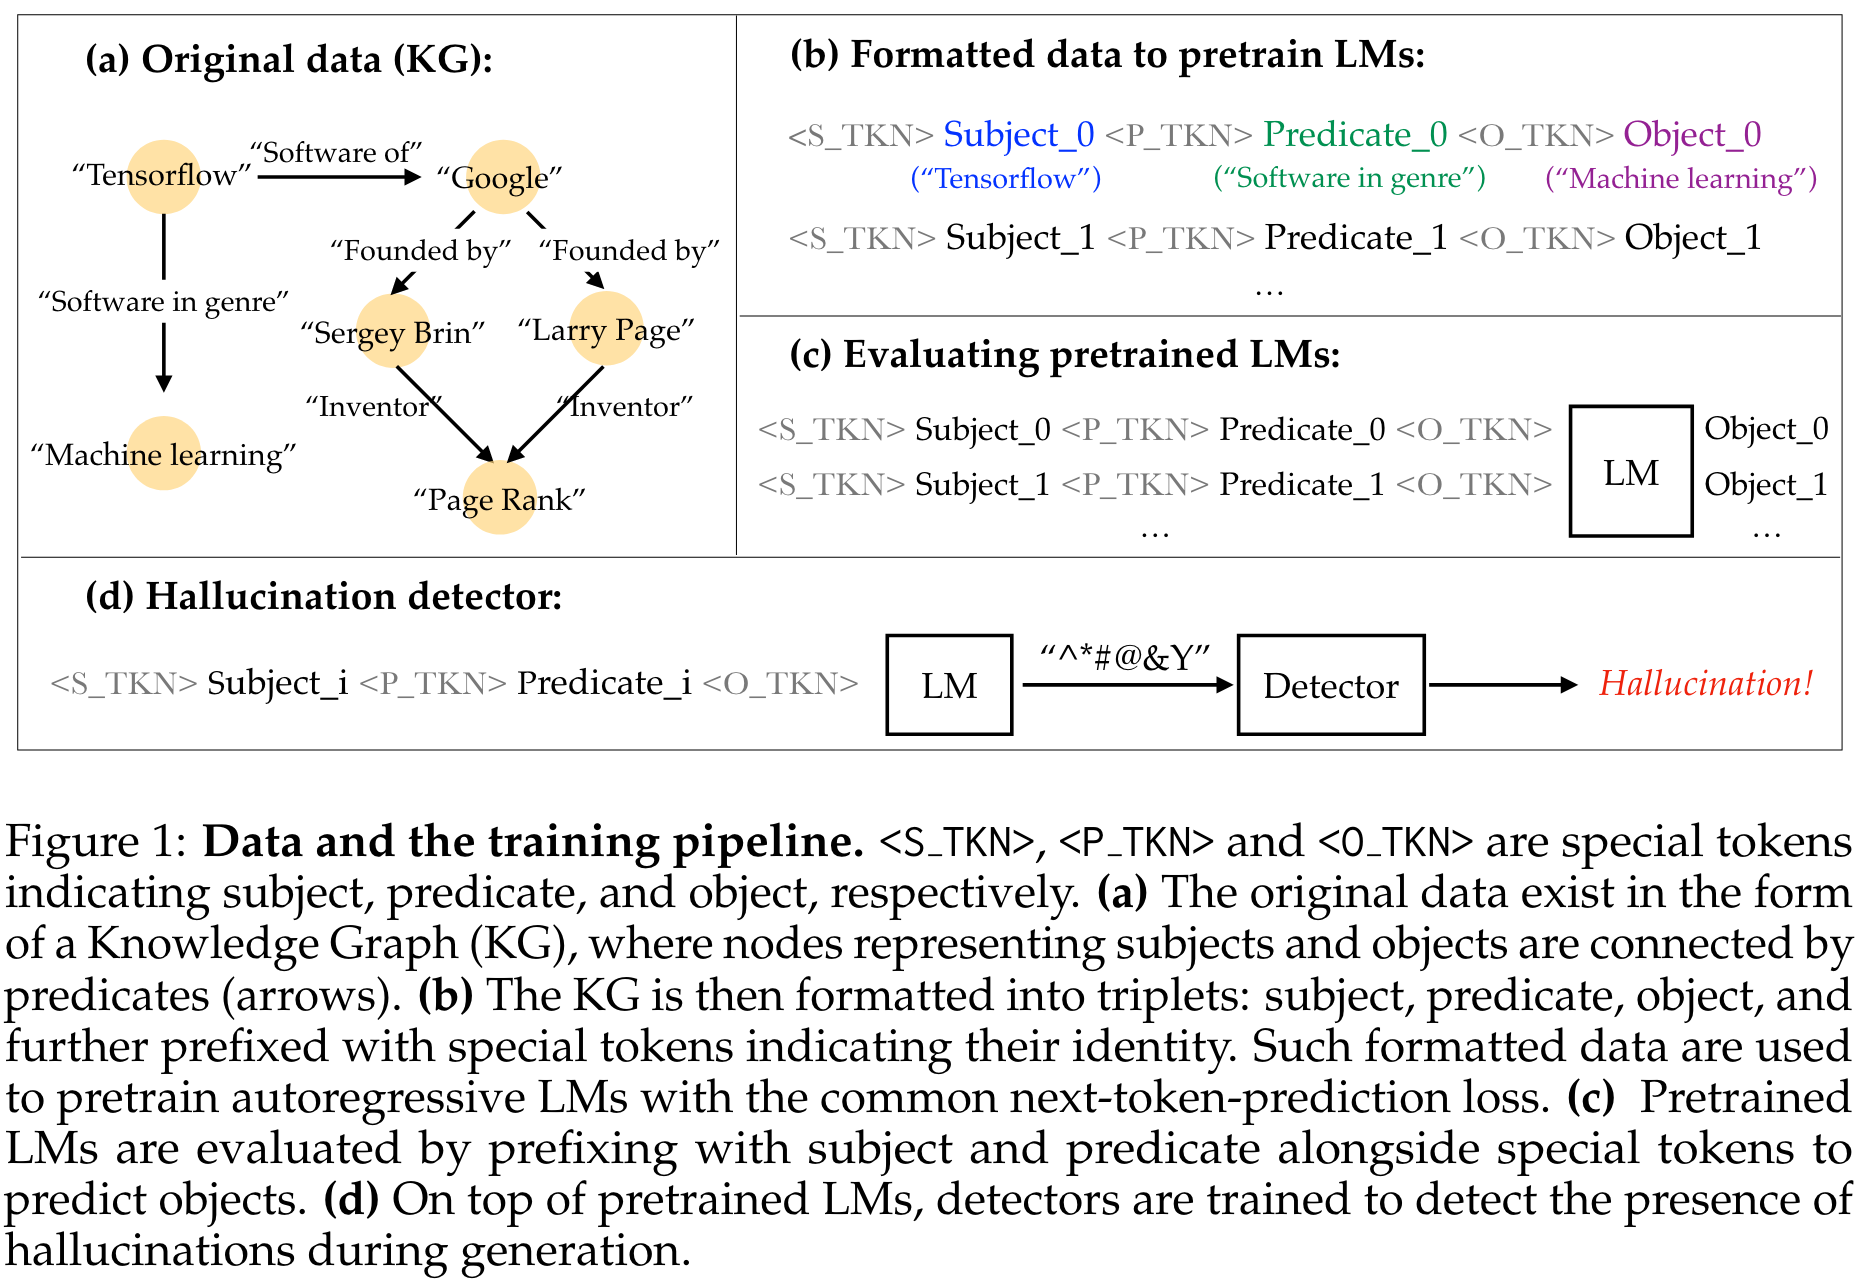 (a) Original data (KG):
“Tensorflow”
“Software of”
“Google”
“Founded by” “Founded by”
“Software in genre”
“Sergey Brin” “Larry Page”
“Inventor” “Inventor”
“Machine learning”
“Page Rank”
(b) Formatted data to pretrain LMs:
<S_TKN> Subject_0 <P_TKN> Predicate_0 <O_TKN> Object_0
(“Tensorflow”) (“Software in genre”) (“Machine learning”)
<S_TKN> Subject_1 <P_TKN> Predicate_1 <O_TKN> Object_1
...
(c) Evaluating pretrained LMs:
<S_TKN> Subject_0 <P_TKN> Predicate_0 <O_TKN> Object_0
LM
<S_TKN> Subject_1 <P_TKN> Predicate_1 <O_TKN> Object_1
... ...
(d) Hallucination detector:
<S_TKN> Subject_i <P_TKN> Predicate_i <O_TKN> LM “^*#@&Y” Detector Hallucination!
Figure 1: Data and the training pipeline. <S_TKN>, <P_TKN> and <O_TKN> are special tokens
indicating subject, predicate, and object, respectively. (a) The original data exist in the form
of a Knowledge Graph (KG), where nodes representing subjects and objects are connected by
predicates (arrows). (b) The KG is then formatted into triplets: subject, predicate, object, and
further prefixed with special tokens indicating their identity. Such formatted data are used
to pretrain autoregressive LMs with the common next-token-prediction loss. (c) Pretrained
LMs are evaluated by prefixing with subject and predicate alongside special tokens to
predict objects. (d) On top of pretrained LMs, detectors are trained to detect the presence of
hallucinations during generation.